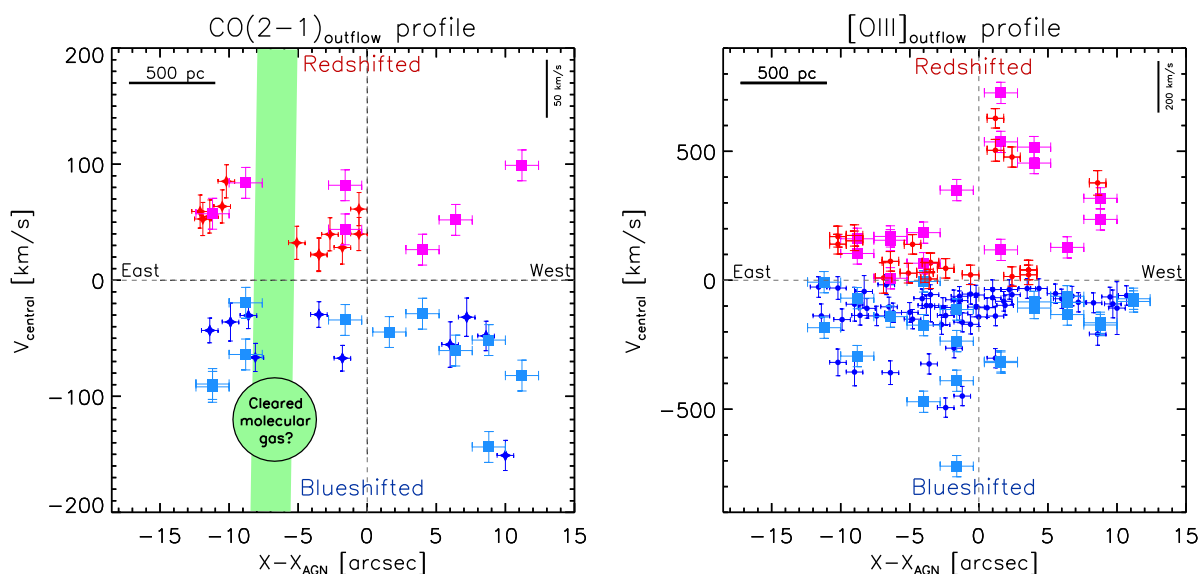 CO(2−1)outflow profile
200
100
0
−100
−200
Vcentral [km/s]
500 pc
Redshifted
50 km/s
East
West
Cleared
molecular
gas?
Blueshifted
−15 −10 −5 0 5 10 15
X−XAGN [arcsec]
[OIII]outflow profile
500
0
−500
Vcentral [km/s]
500 pc
Redshifted
200 km/s
East
West
Blueshifted
−15 −10 −5 0 5 10 15
X−XAGN [arcsec]